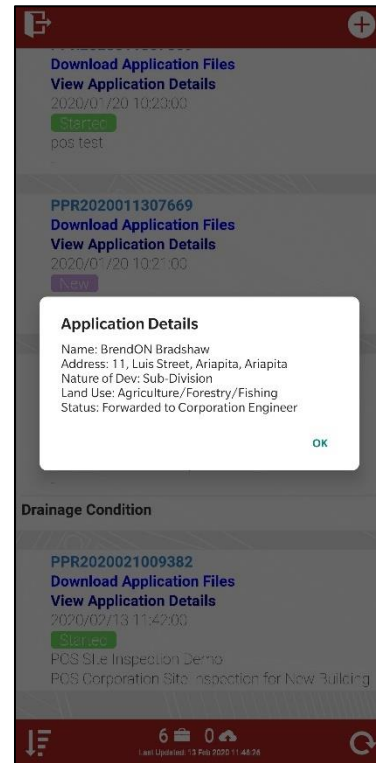 Download Application Files
View Application Details
2020/01/20 10:20:00
Started
pos test
PPR2020011307669
Download Application Files
View Application Details
2020/01/20 10:21:00
New
Application Details
Name: BrendON Bradshaw
Address: 11, Luis Street, Ariapita, Ariapita
Nature of Dev: Sub-Division
Land Use: Agriculture/Forestry/Fishing
Status: Forwarded to Corporation Engineer
OK
Drainage Condition
PPR2020021009382
Download Application Files
View Application Details
2020/02/13 11:42:00
Started
POS Site Inspection Demo
POS Corporation Site Inspection for New Building
6 0
Last Updated: 13 Feb 2020 11:46:26